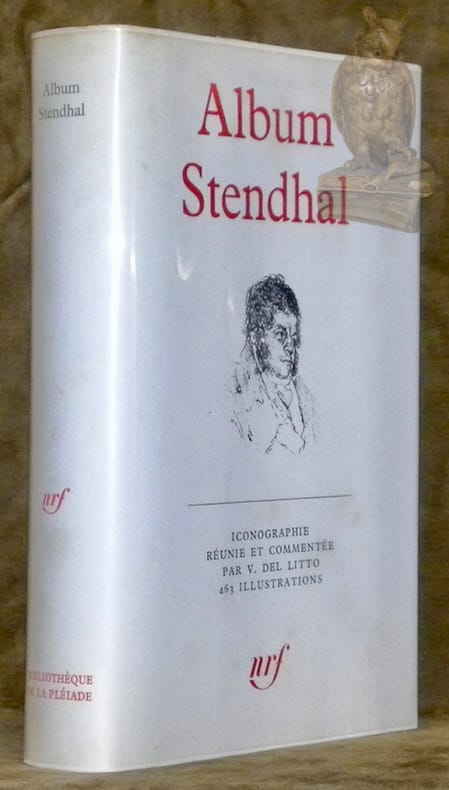 Album
Stendhal
nrf
BIBLIOTHÈQUE
DE LA PLÉIADE
Album
Stendhal
ICONOGRAPHIE
RÉUNIE ET COMMENTÉE
PAR V. DEL LITTO
463 ILLUSTRATIONS
nrf